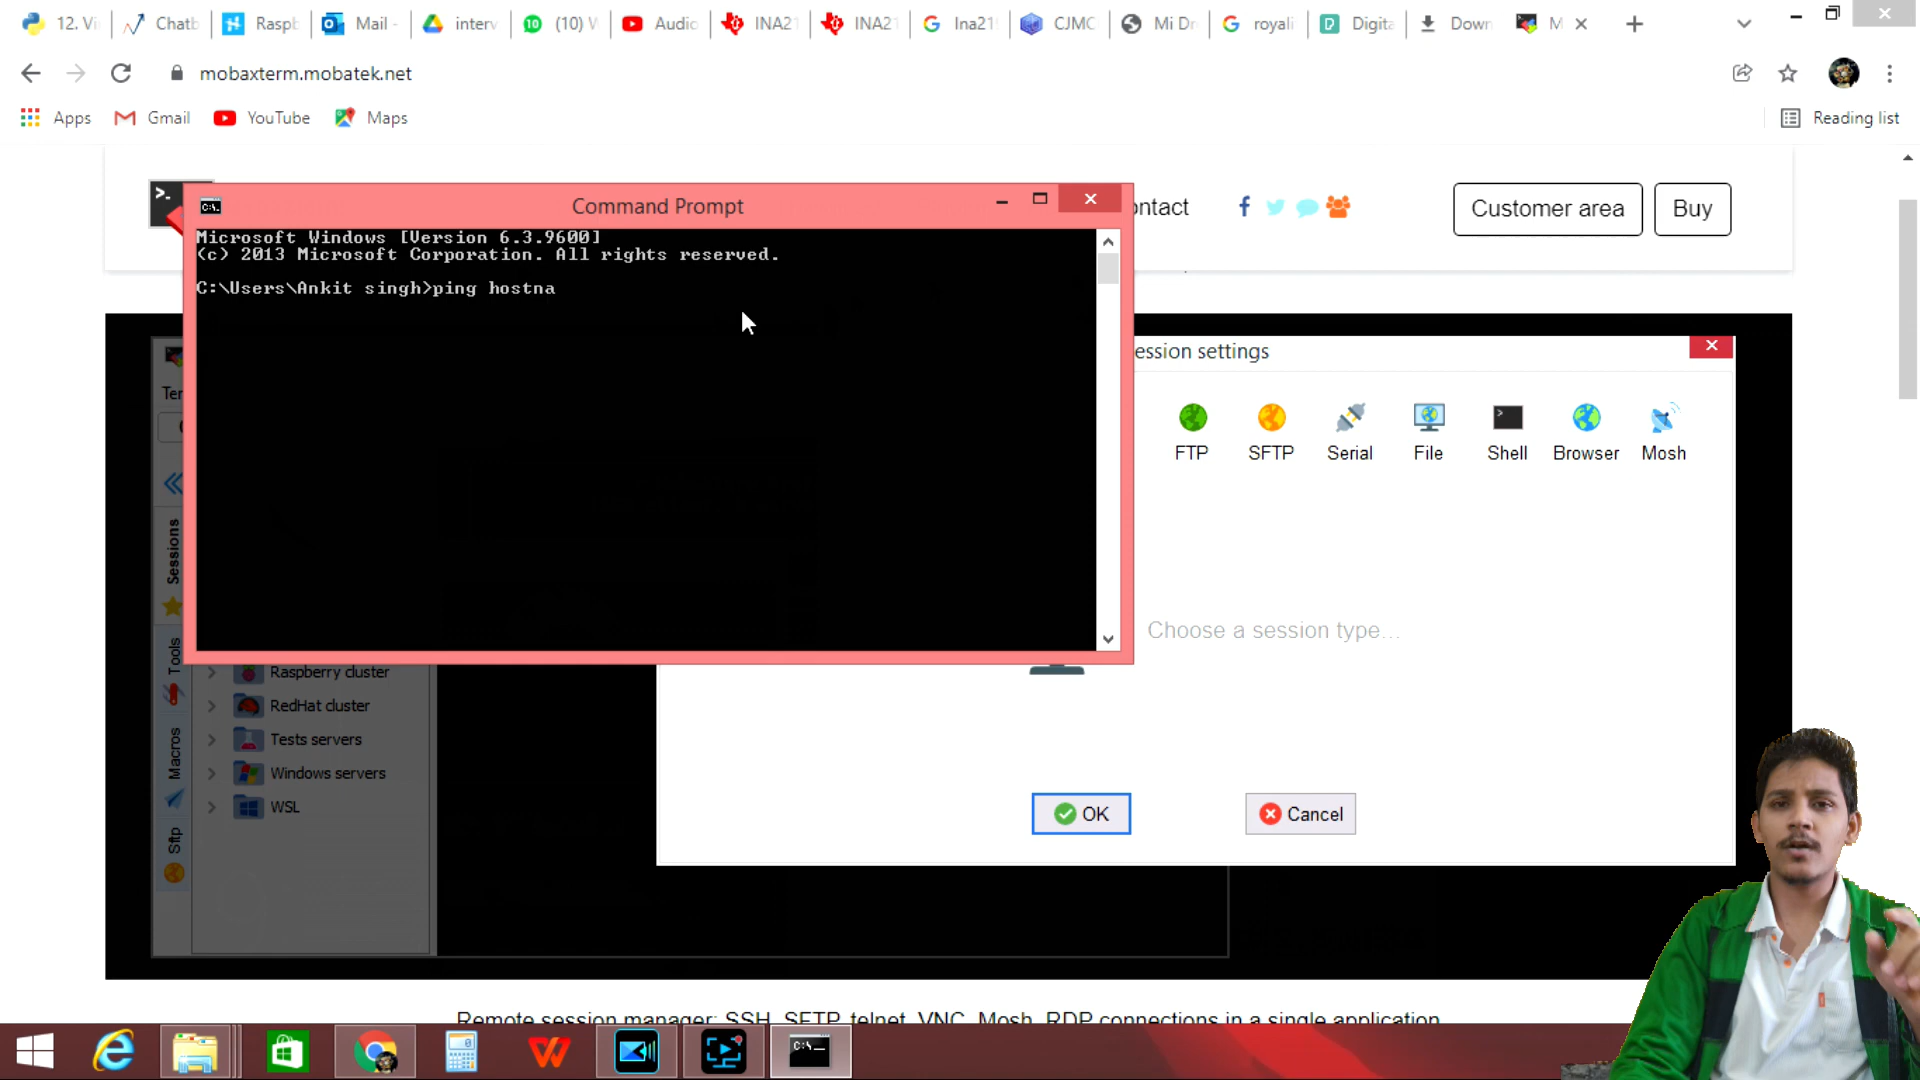 12. Vi
Chatb
Raspb
Mail -
interv
(10) W
Audio
INA21
INA21
Ina21
CJMC
Mi Dr
royali
Digita
Down
M
mobaxterm.mobatek.net
Apps
Gmail
YouTube
Maps
Reading list
ontact
Customer area
Buy
Command Prompt
Microsoft Windows [Version 6.3.9600]
(c) 2013 Microsoft Corporation. All rights reserved.
C:\Users\Ankit singh>ping hostna
ession settings
Ter
FTP
SFTP
Serial
File
Shell
Browser
Mosh
Sessions
Tools
Macros
Sftp
Choose a session type...
Raspberry cluster
RedHat cluster
Tests servers
Windows servers
WSL
OK
Cancel
Remote session manager: SSH, SFTP, telnet, VNC, Mosh, RDP connections in a single application